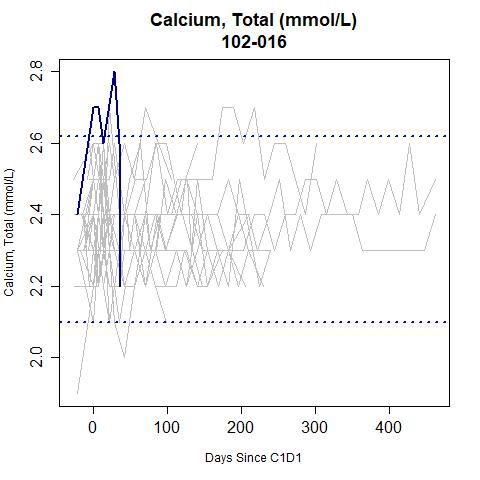 Calcium, Total (mmol/L)
102-016
Calcium, Total (mmol/L)
2.8
2.6
2.4
2.2
2.0
0 100 200 300 400
Days Since C1D1